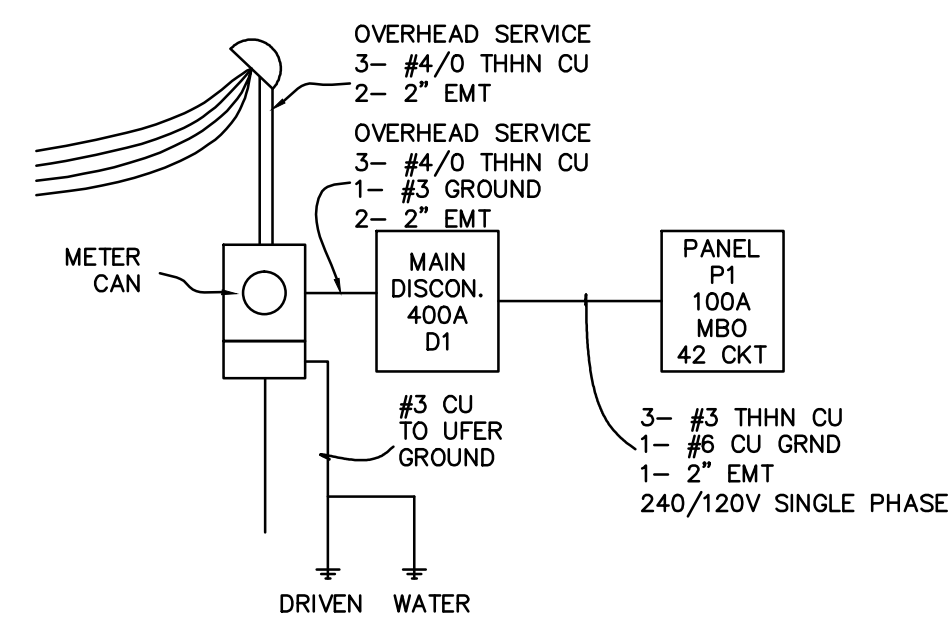 OVERHEAD SERVICE
3- #4/0 THHN CU
2- 2" EMT
OVERHEAD SERVICE
3- #4/0 THHN CU
1- #3 GROUND
2- 2" EMT
METER
CAN
MAIN
DISCON.
400A
D1
PANEL
P1
100A
MBO
42 CKT
#3 CU
TO UFER
GROUND
3- #3 THHN CU
1- #6 CU GRND
1- 2" EMT
240/120V SINGLE PHASE
DRIVEN
WATER